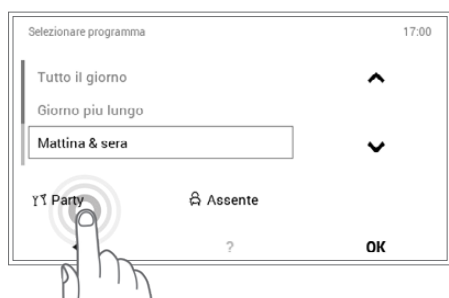 Selezionare programma 17:00
Tutto il giorno
Giorno piu lungo
Mattina & sera
Party Assente
? OK